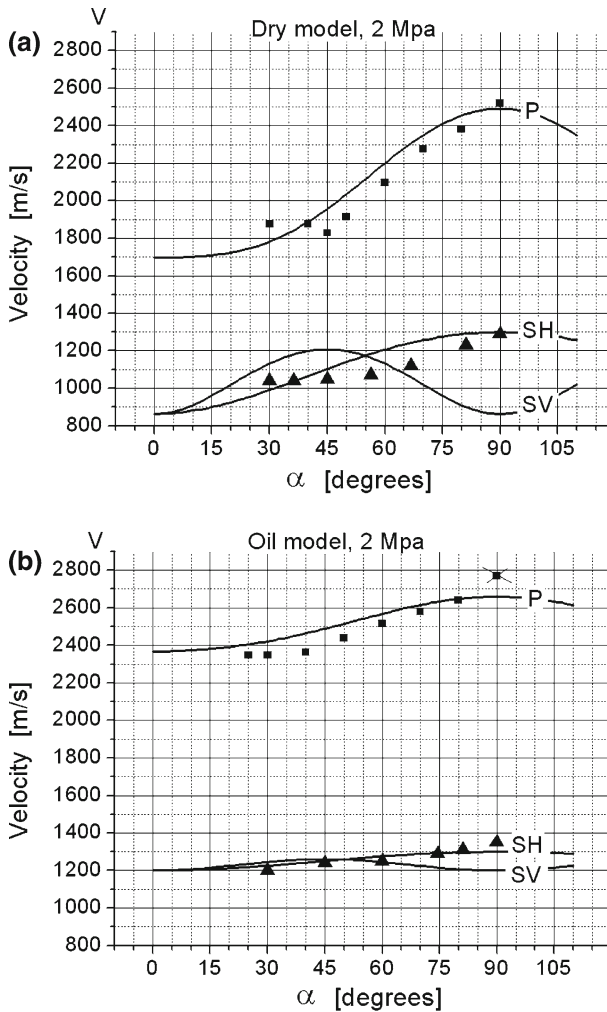 V
(a)
Dry model, 2 Mpa
2800
2600
2400
2200
2000
1800
1600
1400
1200
1000
800
Velocity [m/s]
P
SH
SV
0 15 30 45 60 75 90 105
α [degrees]
V
(b)
Oil model, 2 Mpa
2800
2600
2400
2200
2000
1800
1600
1400
1200
1000
800
Velocity [m/s]
P
SH
SV
0 15 30 45 60 75 90 105
α [degrees]